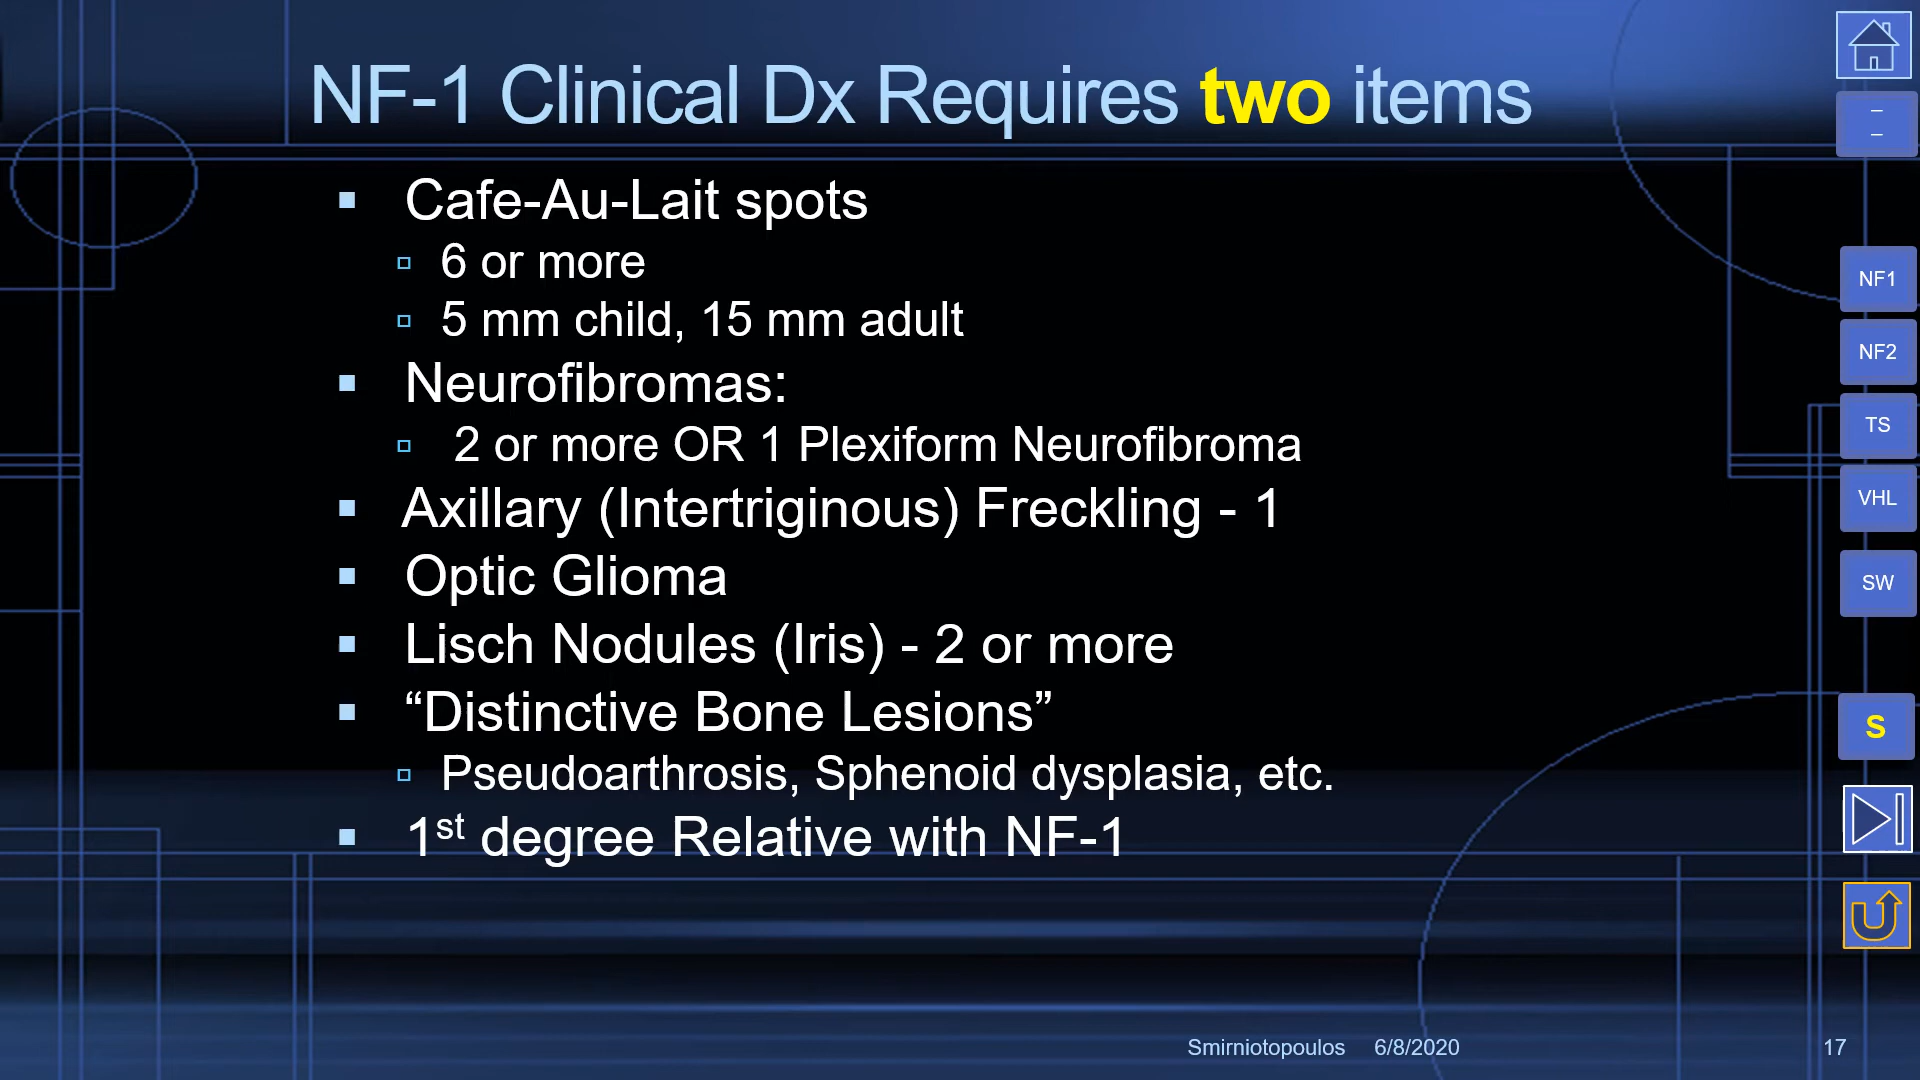 NF-1 Clinical Dx Requires two items
Cafe-Au-Lait spots
6 or more
5 mm child, 15 mm adult
Neurofibromas:
2 or more OR 1 Plexiform Neurofibroma
Axillary (Intertriginous) Freckling - 1
Optic Glioma
Lisch Nodules (Iris) - 2 or more
“Distinctive Bone Lesions”
Pseudoarthrosis, Sphenoid dysplasia, etc.
1st degree Relative with NF-1
NF1
NF2
TS
VHL
SW
S
Smirniotopoulos 6/8/2020 17